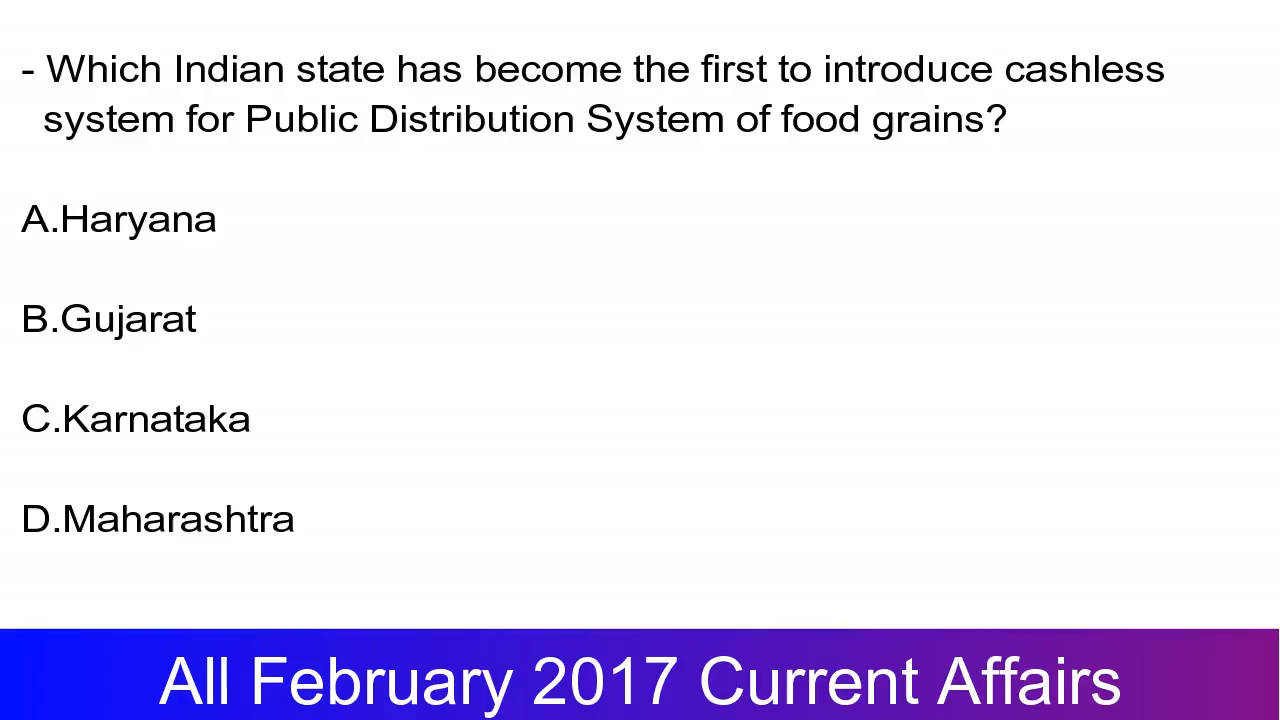 - Which Indian state has become the first to introduce cashless
system for Public Distribution System of food grains?
A.Haryana
B.Gujarat
C.Karnataka
D.Maharashtra
All February 2017 Current Affairs